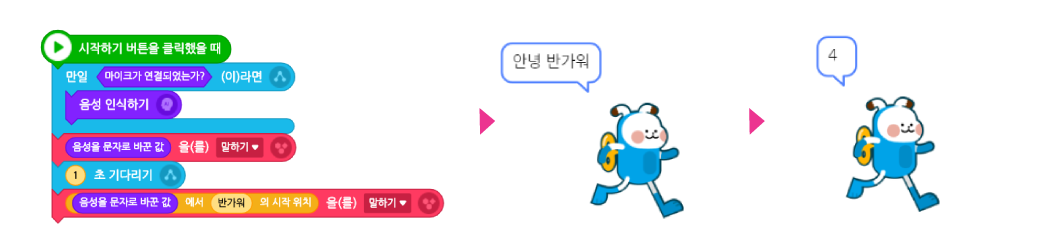 시작하기 버튼을 클릭했을 때
만일 마이크가 연결되었는가? (이)라면
음성 인식하기
음성을 문자로 바꾼 값 을(를) 말하기
1 초 기다리기
음성을 문자로 바꾼 값 에서 반가워 의 시작 위치 을(를) 말하기
안녕 반가워
4